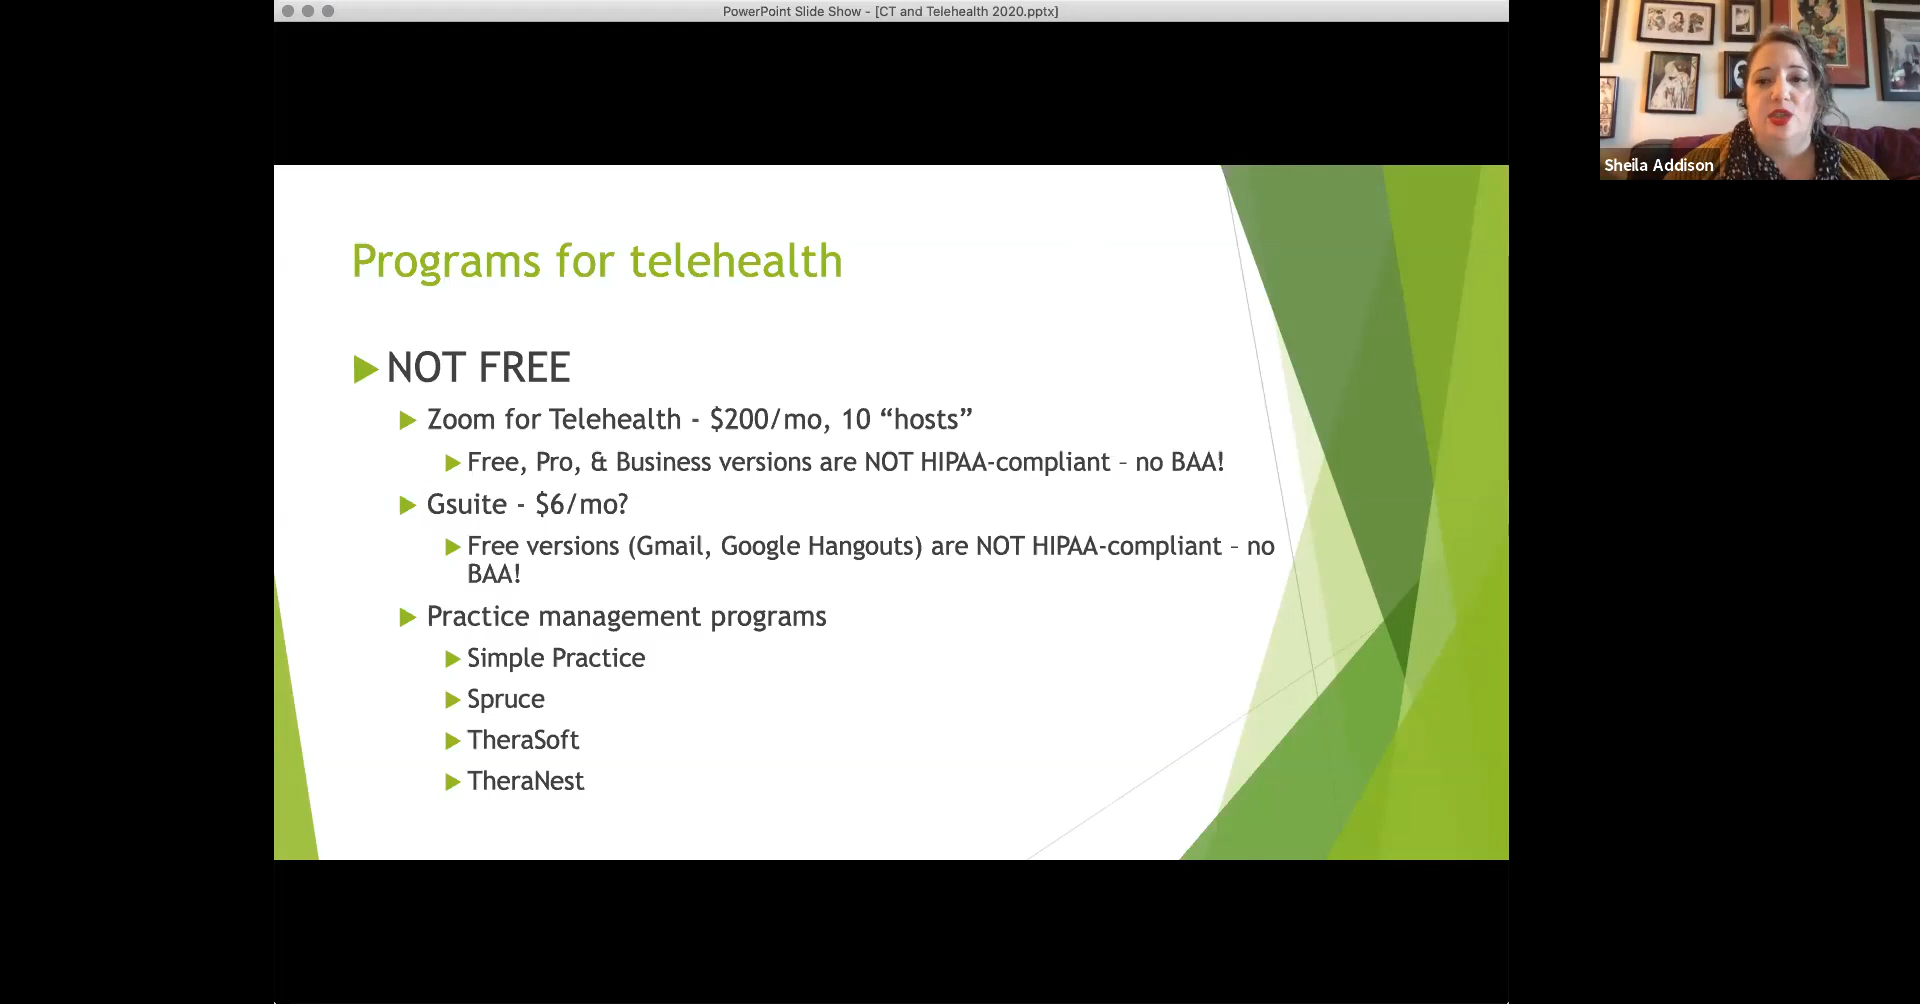 PowerPoint Slide Show - [CT and Telehealth 2020.pptx]
Sheila Addison
Programs for telehealth
NOT FREE
Zoom for Telehealth - $200/mo, 10 “hosts”
Free, Pro, & Business versions are NOT HIPAA-compliant – no BAA!
Gsuite - $6/mo?
Free versions (Gmail, Google Hangouts) are NOT HIPAA-compliant – no
BAA!
Practice management programs
Simple Practice
Spruce
TheraSoft
TheraNest